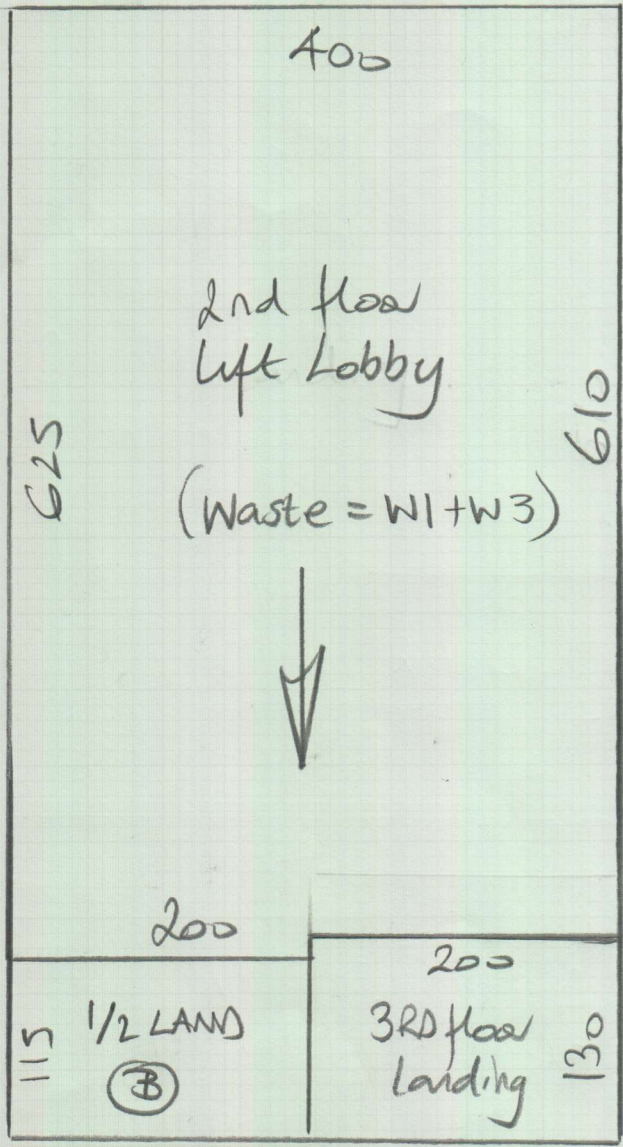 400
2nd floor
lift Lobby
625
610
(Waste = W1+W3)
200
200
115
1/2 LAND
B
3RD floor
landing
130